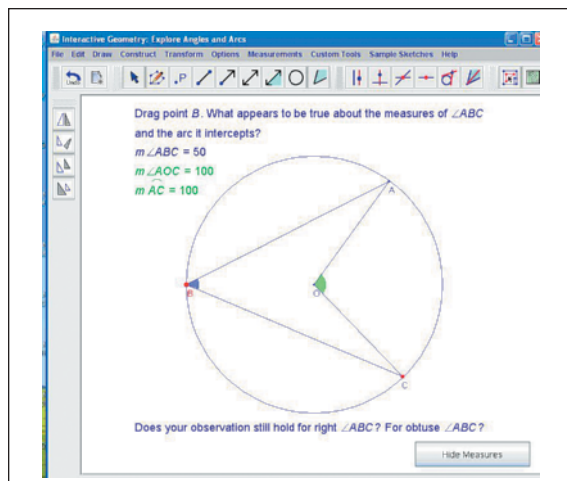 Interactive Geometry: Explore Angles and Arcs
File Edit Draw Construct Transform Options Measurements Custom Tools Sample Sketches Help
.P
Drag point B. What appears to be true about the measures of ∠ABC
and the arc it intercepts?
m∠ABC = 50
m∠AOC = 100
m A͡C = 100
A
B
O
C
Does your observation still hold for right ∠ABC? For obtuse ∠ABC?
Hide Measures